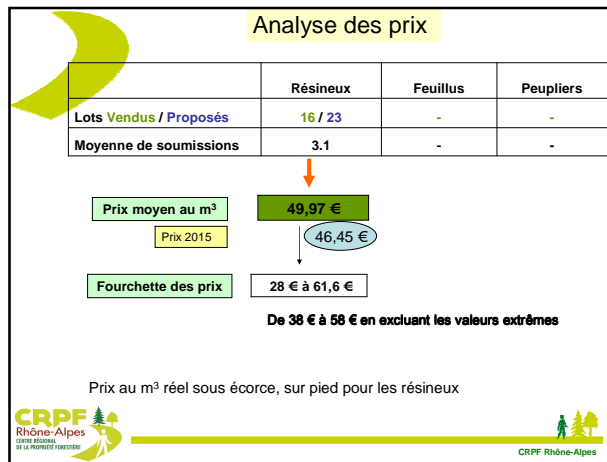 Analyse des prix
Résineux Feuillus Peupliers
Lots Vendus / Proposés 16 / 23 - -
Moyenne de soumissions 3.1 - -
Prix moyen au m³ 49,97 €
Prix 2015 46,45 €
Fourchette des prix 28 € à 61,6 €
De 38 € à 58 € en excluant les valeurs extrêmes
Prix au m³ réel sous écorce, sur pied pour les résineux
CRPF
Rhône-Alpes
CENTRE RÉGIONAL
DE LA PROPRIÉTÉ FORESTIÈRE
CRPF Rhône-Alpes